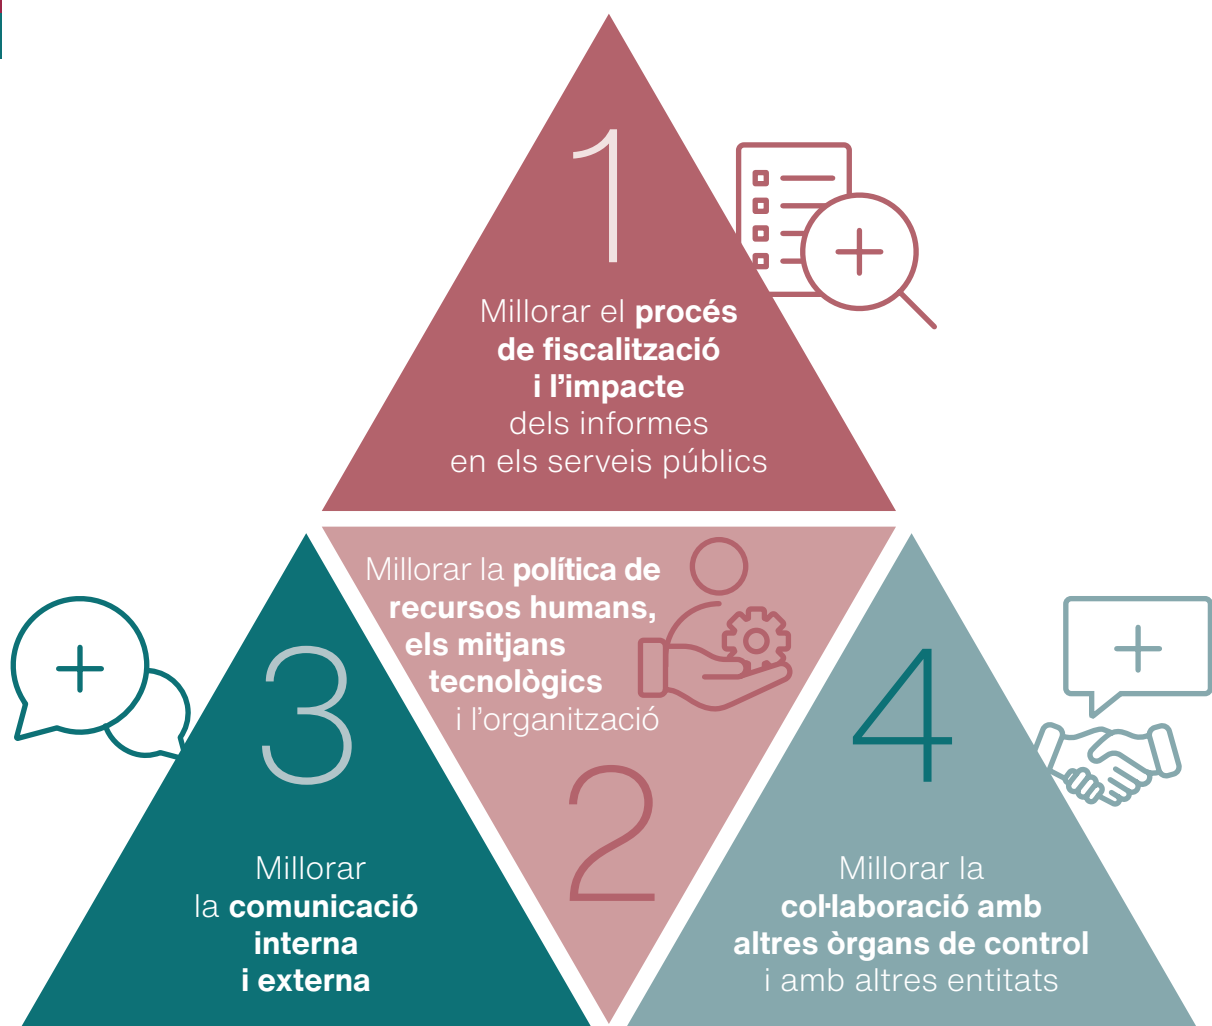 1
Millorar el procés
de fiscalització
i l’impacte
dels informes
en els serveis públics
Millorar la política de
recursos humans,
els mitjans
tecnològics
i l’organització
2
3
Millorar
la comunicació
interna
i externa
4
Millorar la
col·laboració amb
altres òrgans de control
i amb altres entitats